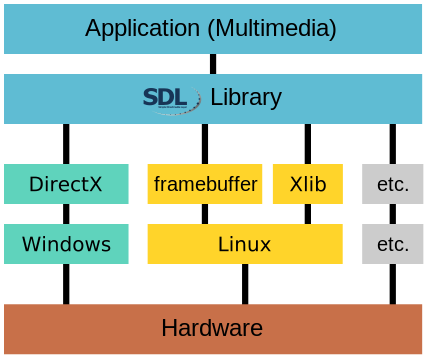 Application (Multimedia)
SDL Library
DirectX framebuffer Xlib etc.
Windows Linux etc.
Hardware